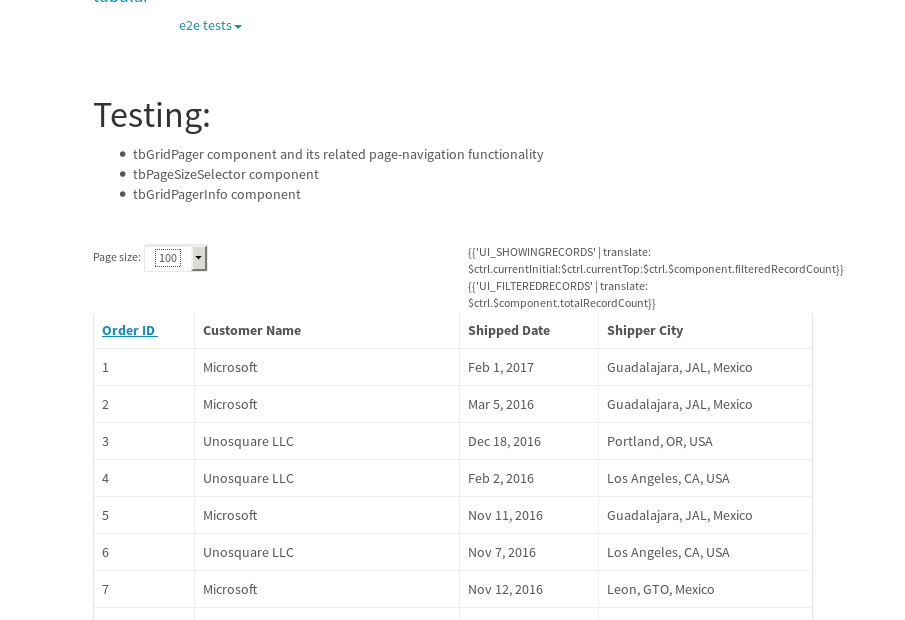 tubular
e2e tests
Testing:
tbGridPager component and its related page-navigation functionality
tbPageSizeSelector component
tbGridPagerInfo component
Page size: 100
{{'UI_SHOWINGRECORDS' | translate:
$ctrl.currentInitial:$ctrl.currentTop:$ctrl.$component.filteredRecordCount}}
{{'UI_FILTEREDRECORDS' | translate:
$ctrl.$component.totalRecordCount}}
Order ID Customer Name Shipped Date Shipper City
1 Microsoft Feb 1, 2017 Guadalajara, JAL, Mexico
2 Microsoft Mar 5, 2016 Guadalajara, JAL, Mexico
3 Unosquare LLC Dec 18, 2016 Portland, OR, USA
4 Unosquare LLC Feb 2, 2016 Los Angeles, CA, USA
5 Microsoft Nov 11, 2016 Guadalajara, JAL, Mexico
6 Unosquare LLC Nov 7, 2016 Los Angeles, CA, USA
7 Microsoft Nov 12, 2016 Leon, GTO, Mexico